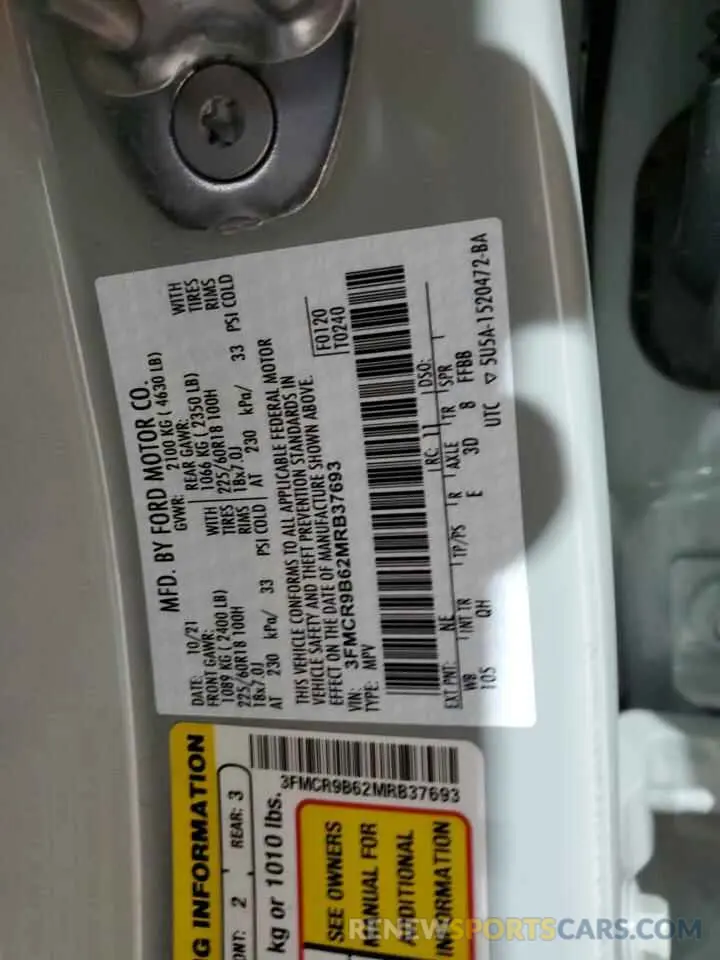 MFD. BY FORD MOTOR CO.
DATE: 10/21 GVWR: 2100 KG ( 4630 LB)
FRONT GAWR: REAR GAWR:
1089 KG ( 2400 LB) WITH 1066 KG ( 2350 LB) WITH
225/60R18 100H TIRES 225/60R18 100H TIRES
18x7.0J RIMS 18x7.0J RIMS
AT 230 kPa/ 33 PSI COLD AT 230 kPa/ 33 PSI COLD
THIS VEHICLE CONFORMS TO ALL APPLICABLE FEDERAL MOTOR
VEHICLE SAFETY AND THEFT PREVENTION STANDARDS IN
EFFECT ON THE DATE OF MANUFACTURE SHOWN ABOVE.
VIN: 3FMCR9B62MRB37693 F0120
TYPE: MPV T0240
EXT PNT: NE RC: 11 DSO:
WB INT TR TP/PS R AXLE TR SPR
105 QH E 3D 8 FFBB
UTC ▽ 5U5A-1520472-BA
G INFORMATION
ONT: 2 REAR: 3
kg or 1010 lbs.
3FMCR9B62MRB37693
SEE OWNERS
MANUAL FOR
ADDITIONAL
INFORMATION
RENEWSPORTSCARS.COM